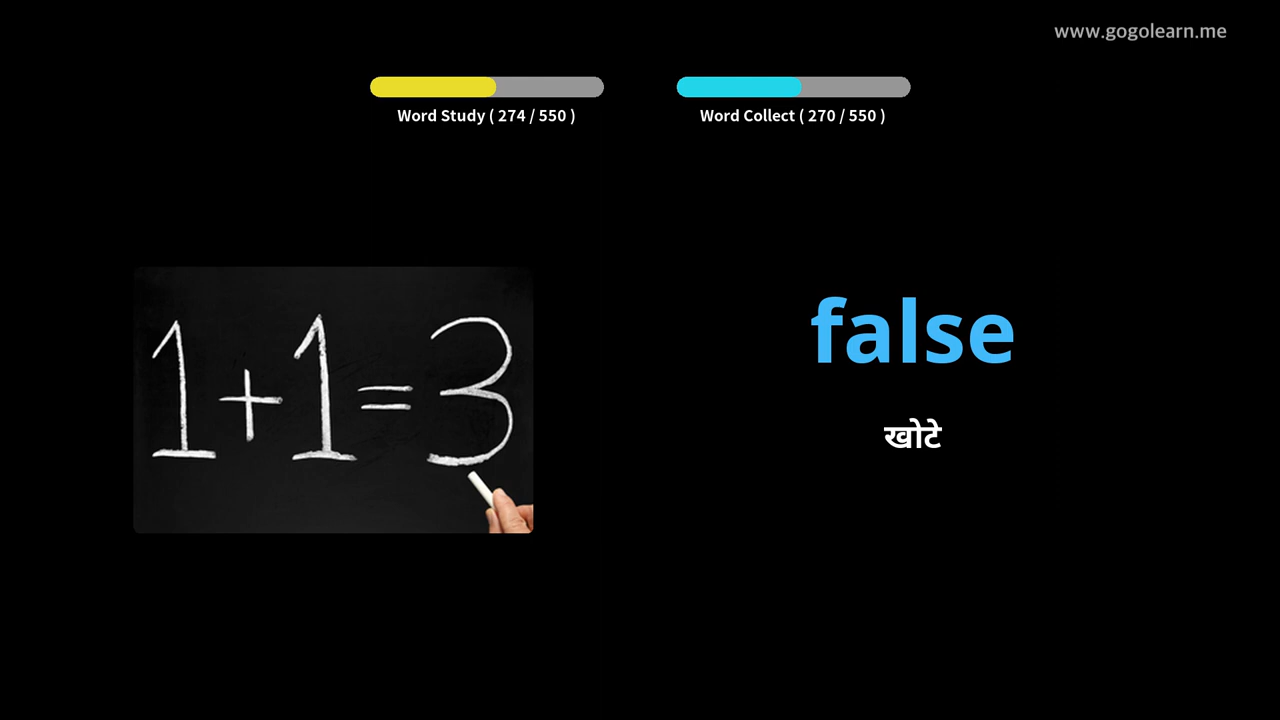 www.gogolearn.me
Word Study ( 274 / 550 )
Word Collect ( 270 / 550 )
1+1=3
false
खोटे